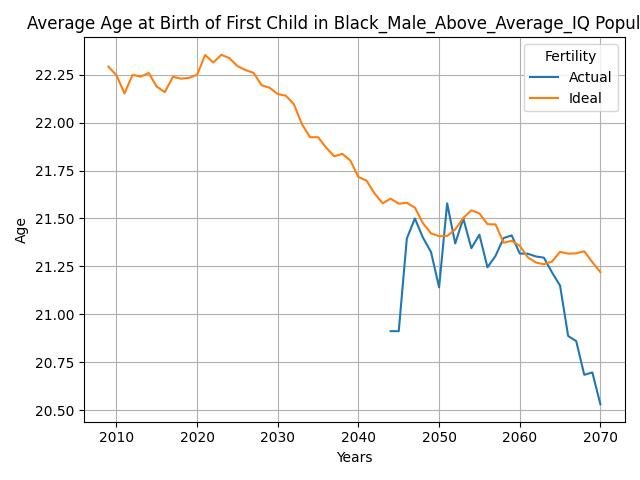 Average Age at Birth of First Child in Black_Male_Above_Average_IQ Popul
Fertility
Actual
Ideal
22.25
22.00
21.75
21.50
21.25
21.00
20.75
20.50
Age
2010 2020 2030 2040 2050 2060 2070
Years